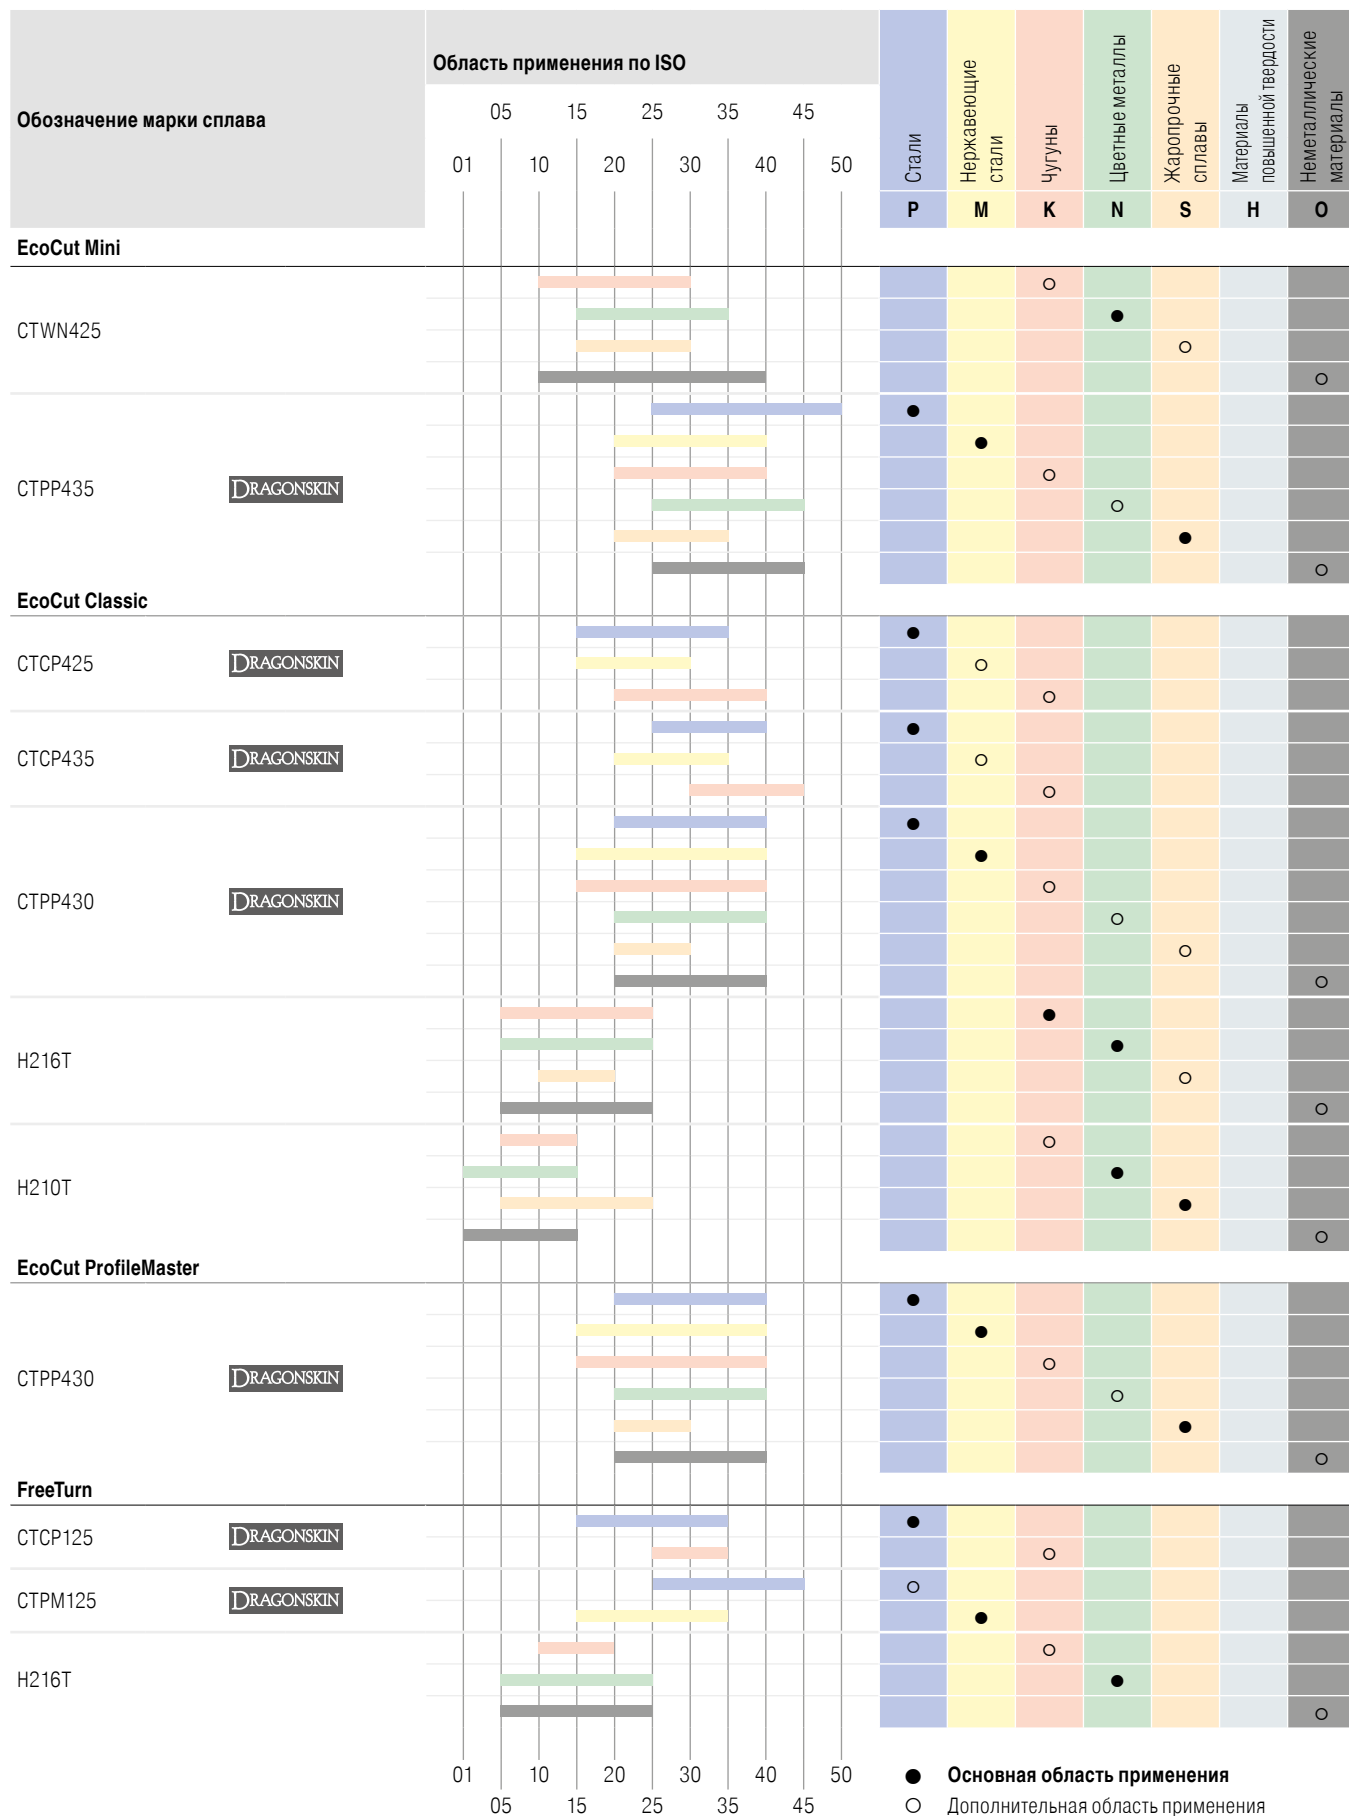 Обозначение марки сплава
Область применения по ISO
05 15 25 35 45
01 10 20 30 40 50
Стали
Нержавеющие
стали
Чугуны
Цветные металлы
Жаропрочные
сплавы
Материалы
повышенной твердости
Неметаллические
материалы
P M K N S H O
EcoCut Mini
CTWN425
CTPP435 DRAGONSKIN
EcoCut Classic
CTCP425 DRAGONSKIN
CTCP435 DRAGONSKIN
CTPP430 DRAGONSKIN
H216T
H210T
EcoCut ProfileMaster
CTPP430 DRAGONSKIN
FreeTurn
CTCP125 DRAGONSKIN
CTPM125 DRAGONSKIN
H216T
01 10 20 30 40 50
05 15 25 35 45
● Основная область применения
○ Дополнительная область применения